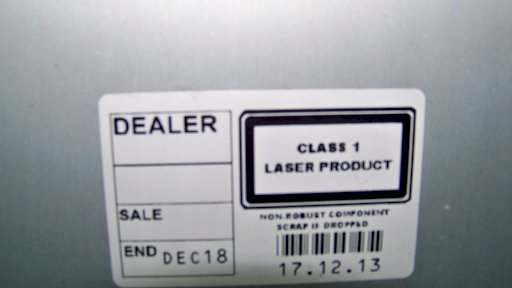 DEALER
SALE
END DEC18
CLASS 1
LASER PRODUCT
NON-ROBUST COMPONENT
SCRAP IF DROPPED
17.12.13